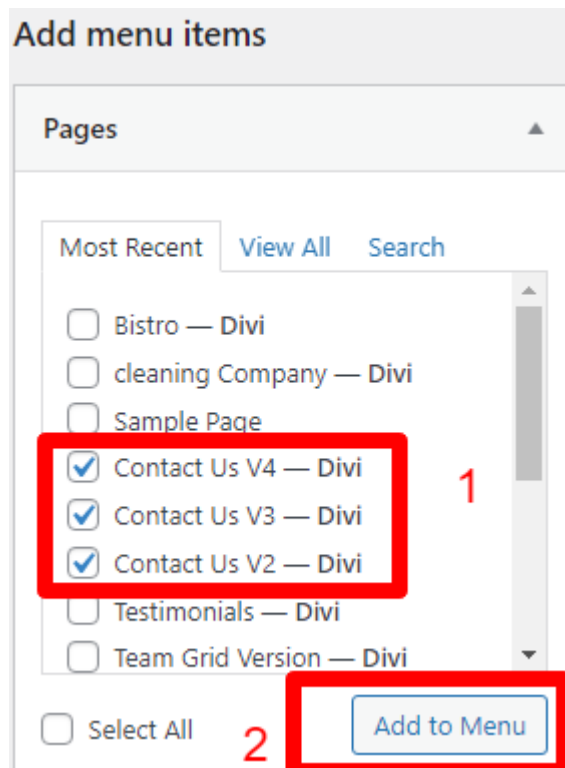 Add menu items
Pages
Most Recent View All Search
Bistro — Divi
cleaning Company — Divi
Sample Page
Contact Us V4 — Divi
1
Contact Us V3 — Divi
Contact Us V2 — Divi
Testimonials — Divi
Team Grid Version — Divi
Select All
2
Add to Menu